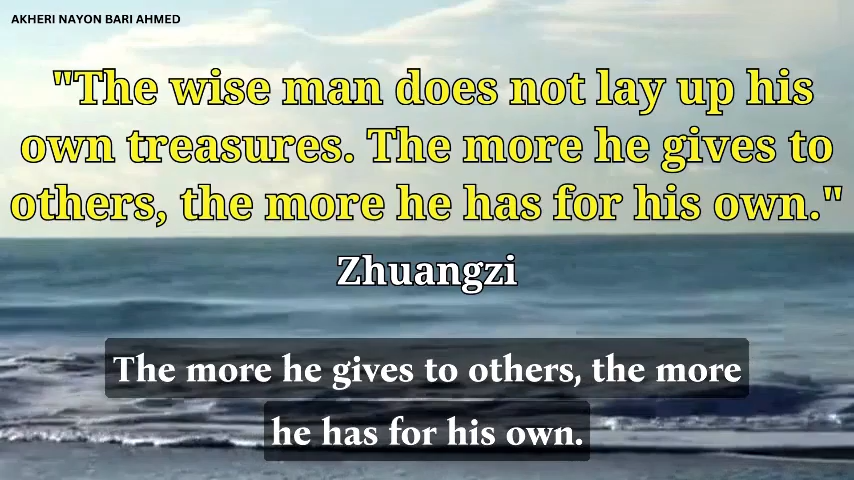 AKHERI NAYON BARI AHMED
"The wise man does not lay up his
own treasures. The more he gives to
others, the more he has for his own."
Zhuangzi
The more he gives to others, the more
he has for his own.